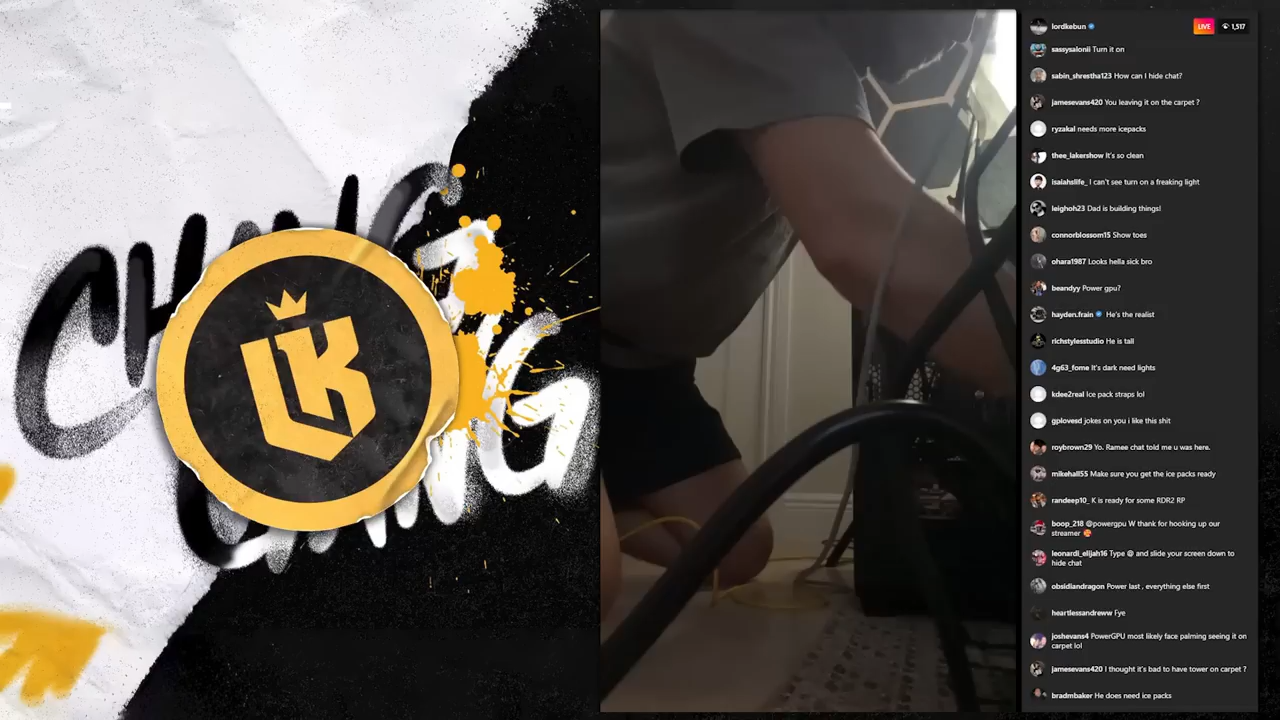 CHANG
GANG
LK
lordkebun
LIVE
1,517
sassysalonii Turn it on
sabin_shrestha123 How can I hide chat?
jamesevans420 You leaving it on the carpet ?
ryzakal needs more icepacks
thee_lakershow It's so clean
isaiahslife_ I can't see turn on a freaking light
leighoh23 Dad is building things!
connorblossom15 Show toes
ohara1987 Looks hella sick bro
beandyy Power gpu?
hayden.frain He's the realist
richstylesstudio He is tall
4g63_fome It's dark need lights
kdee2real Ice pack straps lol
gplovesd jokes on you i like this shit
roybrown29 Yo. Ramee chat told me u was here.
mikehall55 Make sure you get the ice packs ready
randeep10_ K is ready for some RDR2 RP
boop_218 @powergpu W thank for hooking up our
streamer
leonardi_elijah16 Type @ and slide your screen down to
hide chat
obsidiandragon Power last , everything else first
heartlessandreww Fye
joshevans4 PowerGPU most likely face palming seeing it on
carpet lol
jamesevans420 I thought it's bad to have tower on carpet ?
bradmbaker He does need ice packs